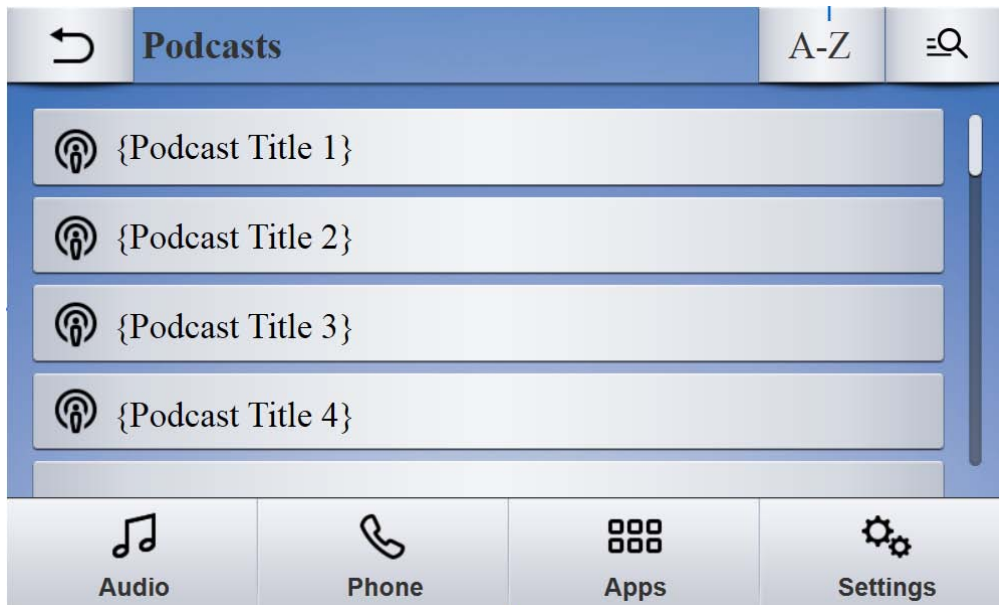 Podcasts
A-Z
{Podcast Title 1}
{Podcast Title 2}
{Podcast Title 3}
{Podcast Title 4}
Audio
Phone
Apps
Settings